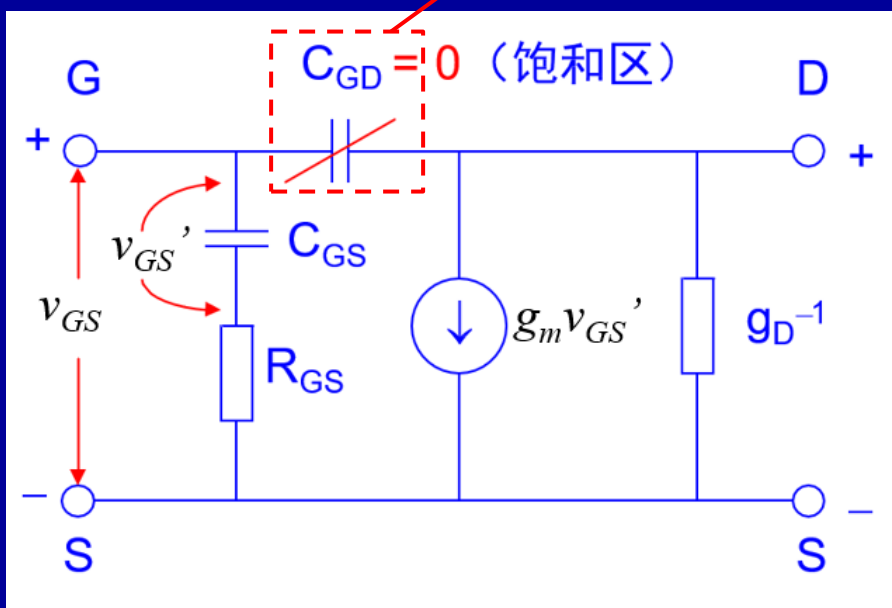 C_GD = 0（饱和区）
G
D
+
+
v_GS’
C_GS
v_GS
g_m v_GS’
g_D⁻¹
R_GS
–
–
S
S